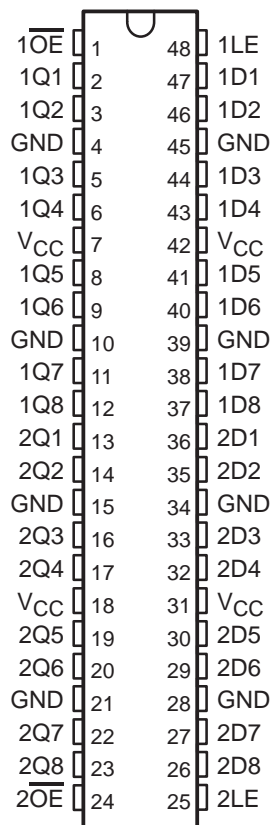 1O̅E̅ 1 48 1LE
1Q1 2 47 1D1
1Q2 3 46 1D2
GND 4 45 GND
1Q3 5 44 1D3
1Q4 6 43 1D4
VCC 7 42 VCC
1Q5 8 41 1D5
1Q6 9 40 1D6
GND 10 39 GND
1Q7 11 38 1D7
1Q8 12 37 1D8
2Q1 13 36 2D1
2Q2 14 35 2D2
GND 15 34 GND
2Q3 16 33 2D3
2Q4 17 32 2D4
VCC 18 31 VCC
2Q5 19 30 2D5
2Q6 20 29 2D6
GND 21 28 GND
2Q7 22 27 2D7
2Q8 23 26 2D8
2O̅E̅ 24 25 2LE